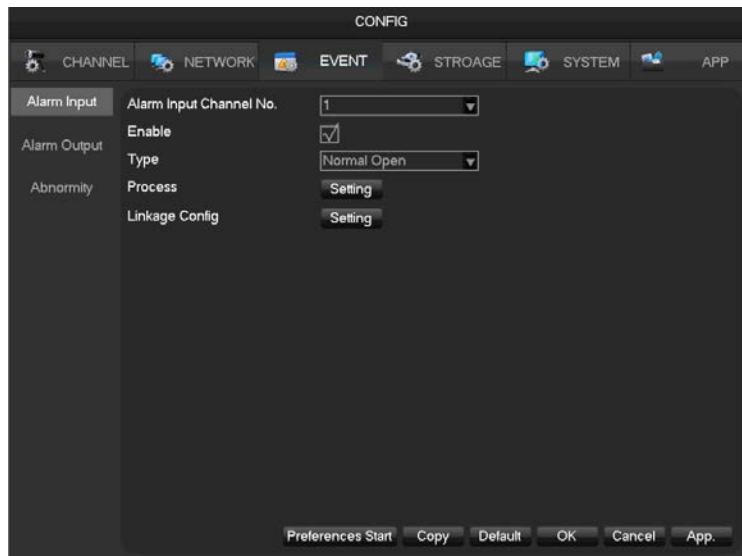 CONFIG
CHANNEL NETWORK EVENT STROAGE SYSTEM APP
Alarm Input
Alarm Output
Abnormity
Alarm Input Channel No. 1
Enable
Type Normal Open
Process Setting
Linkage Config Setting
Preferences Start Copy Default OK Cancel App.